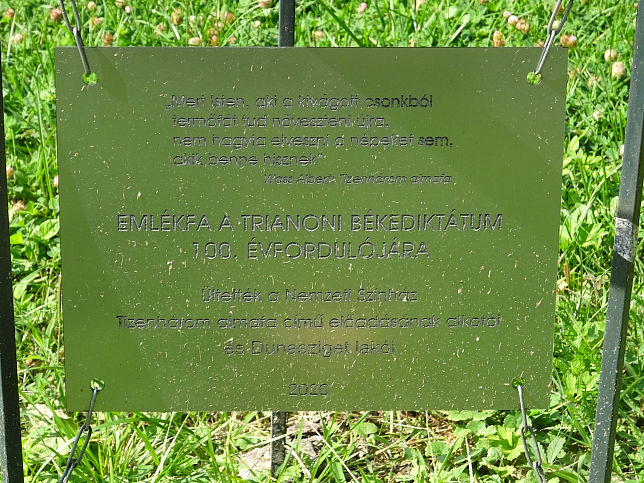 „Mert Isten, aki a kivágott csonkból
termőfát tud növeszteni újra,
nem hagyja elveszni a népeket sem,
akik benne hisznek"
Wass Albert: Tizenhárom almafa
EMLÉKFA A TRIANONI BÉKEDIKTÁTUM
100. ÉVFORDULÓJÁRA
Ültették a Nemzeti Színház
Tizenhárom almafa című előadásának alkotói
és Dunasziget lakói
2020